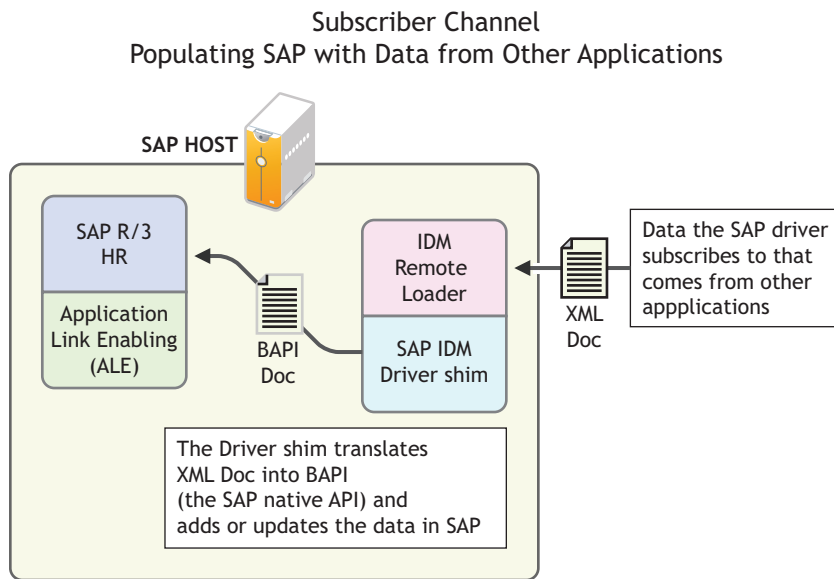 Subscriber Channel
Populating SAP with Data from Other Applications
SAP HOST
SAP R/3
HR
Application
Link Enabling
(ALE)
BAPI
Doc
IDM
Remote
Loader
SAP IDM
Driver shim
XML
Doc
Data the SAP driver
subscribes to that
comes from other
appplications
The Driver shim translates
XML Doc into BAPI
(the SAP native API) and
adds or updates the data in SAP